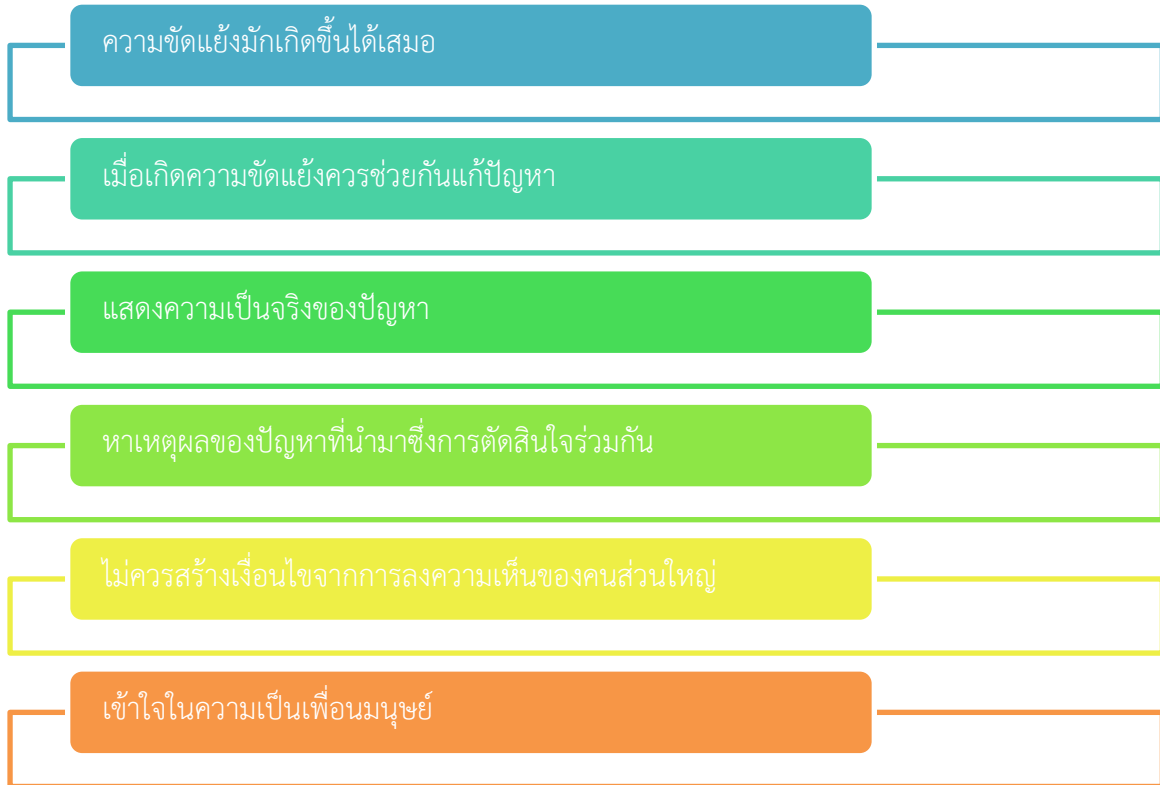 ความขัดแย้งมักเกิดขึ้นได้เสมอ
เมื่อเกิดความขัดแย้งควรช่วยกันแก้ปัญหา
แสดงความเป็นจริงของปัญหา
หาเหตุผลของปัญหาที่นำมาซึ่งการตัดสินใจร่วมกัน
ไม่ควรสร้างเงื่อนไขจากการลงความเห็นของคนส่วนใหญ่
เข้าใจในความเป็นเพื่อนมนุษย์